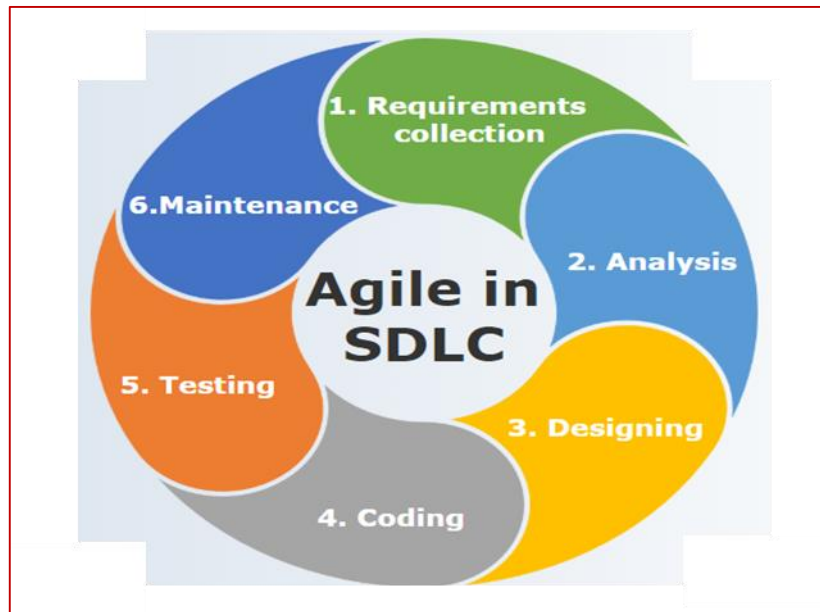 1. Requirements
collection
2. Analysis
3. Designing
4. Coding
5. Testing
6.Maintenance
Agile in
SDLC